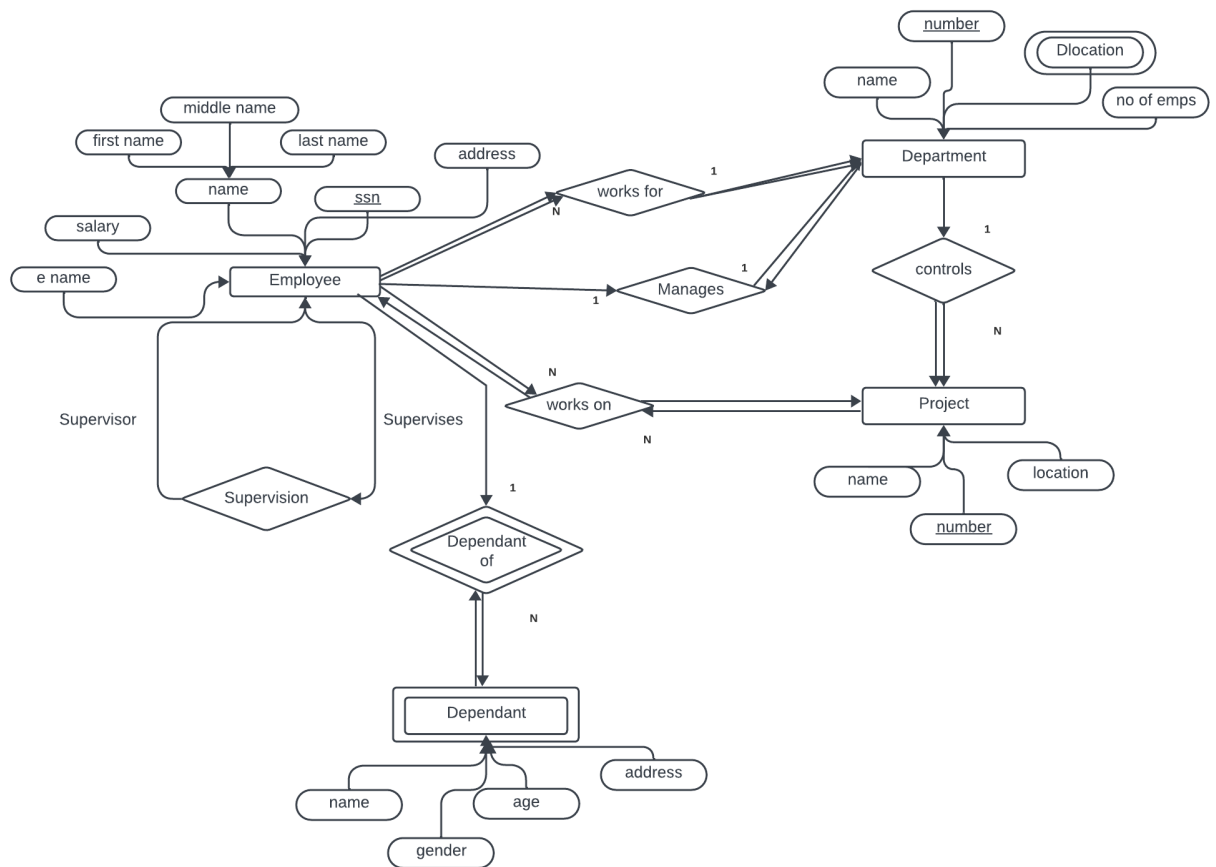 number
Dlocation
name
no of emps
middle name
first name
last name
address
Department
works for
1
name
ssn
N
salary
1
controls
e name
Employee
1
Manages
1
N
N
Supervisor
Supervises
works on
Project
N
name
location
Supervision
1
number
Dependant
of
N
Dependant
address
name
age
gender